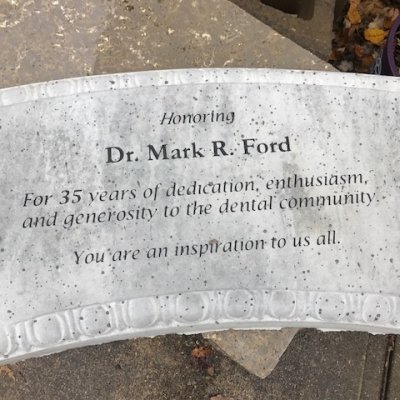 Honoring
Dr. Mark R. Ford
For 35 years of dedication, enthusiasm,
and generosity to the dental community.
You are an inspiration to us all.